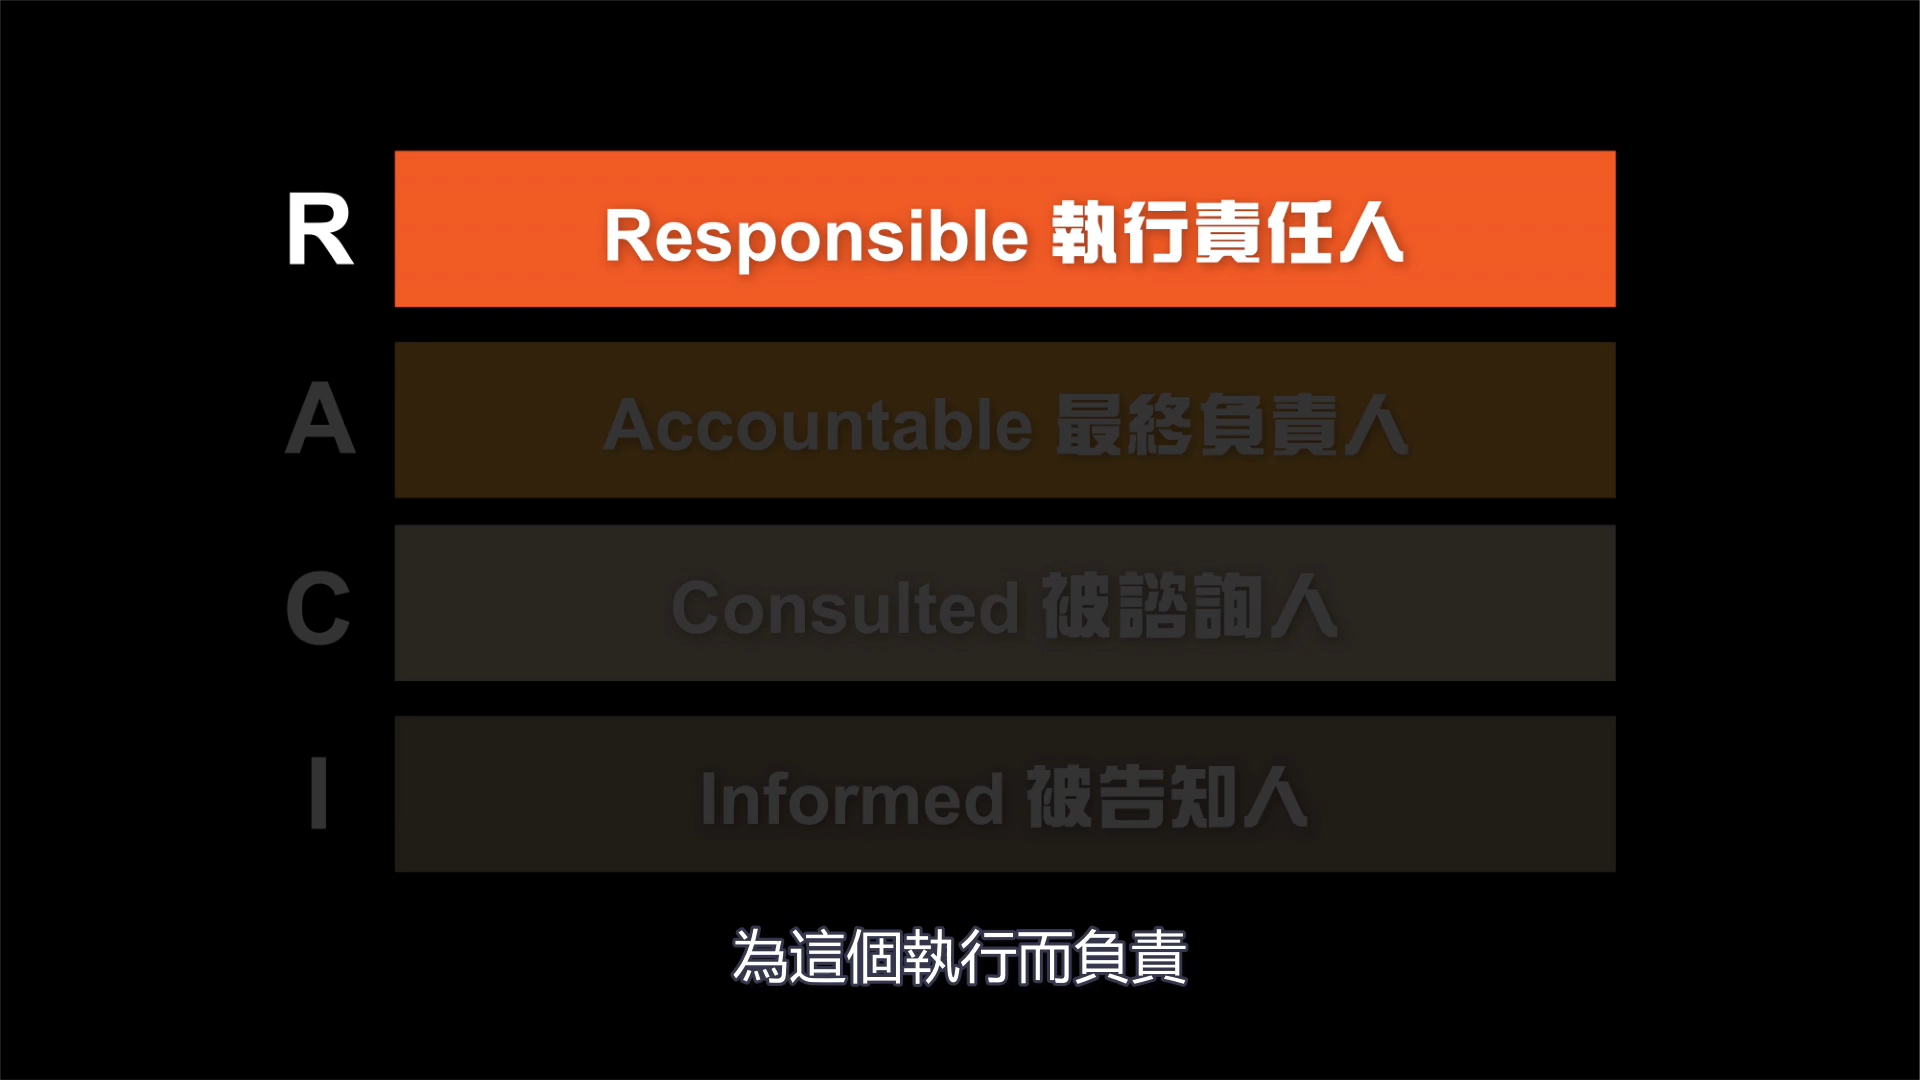 R
Responsible 執行責任人
A
Accountable 最終負責人
C
Consulted 被諮詢人
I
Informed 被告知人
為這個執行而負責